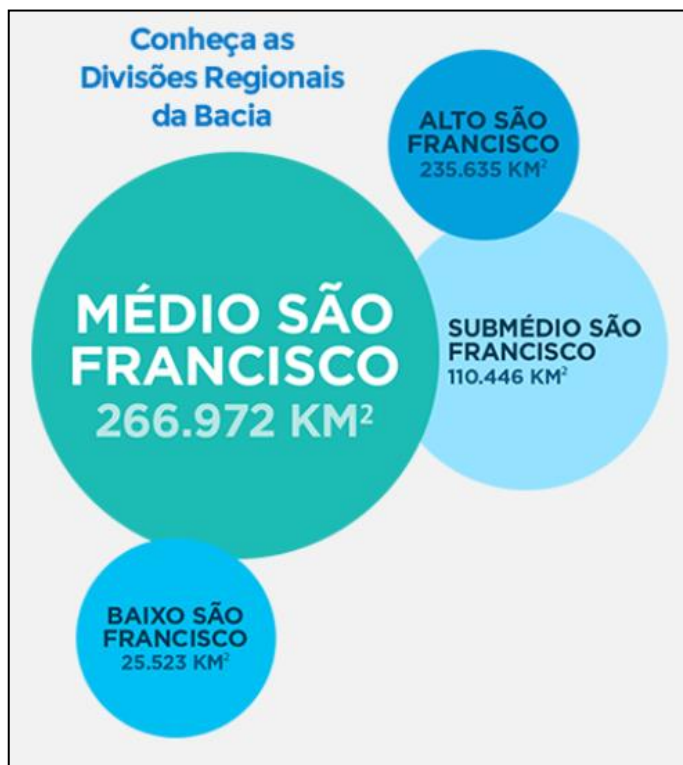 Conheça as
Divisões Regionais
da Bacia
ALTO SÃO
FRANCISCO
235.635 KM²
MÉDIO SÃO
FRANCISCO
266.972 KM²
SUBMÉDIO SÃO
FRANCISCO
110.446 KM²
BAIXO SÃO
FRANCISCO
25.523 KM²